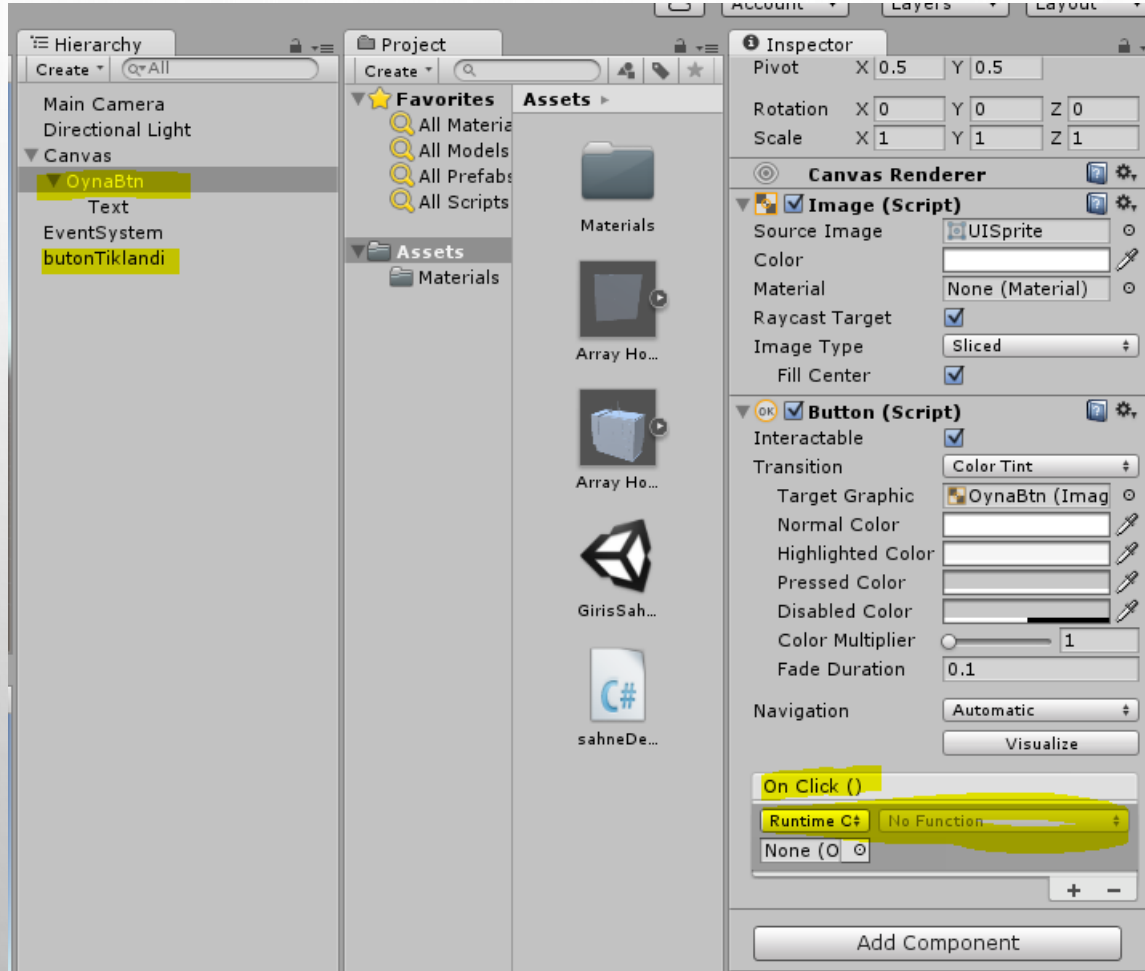 Account
Layers
Layout
Hierarchy
Create
All
Main Camera
Directional Light
Canvas
OynaBtn
Text
EventSystem
butonTiklandi
Project
Create
Favorites
All Materia
All Models
All Prefabs
All Scripts
Assets
Materials
Assets
Materials
Array Ho...
Array Ho...
GirisSah...
C#
sahneDe...
Inspector
Pivot X 0.5 Y 0.5
Rotation X 0 Y 0 Z 0
Scale X 1 Y 1 Z 1
Canvas Renderer
Image (Script)
Source Image UISprite
Color
Material None (Material)
Raycast Target
Image Type Sliced
Fill Center
OK Button (Script)
Interactable
Transition Color Tint
Target Graphic OynaBtn (Imag
Normal Color
Highlighted Color
Pressed Color
Disabled Color
Color Multiplier 1
Fade Duration 0.1
Navigation Automatic
Visualize
On Click ()
Runtime C No Function
None (O
+ −
Add Component